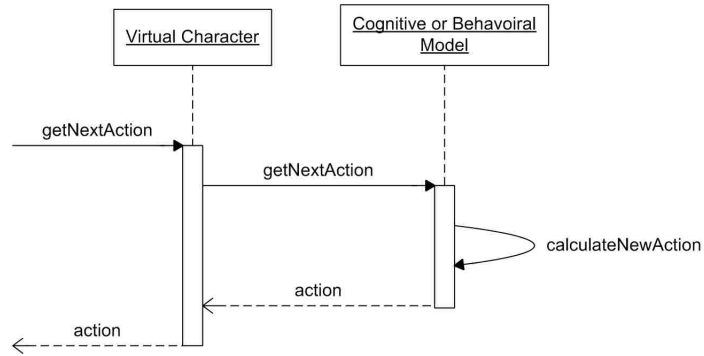 Virtual Character
Cognitive or Behavoiral
Model
getNextAction
getNextAction
calculateNewAction
action
action